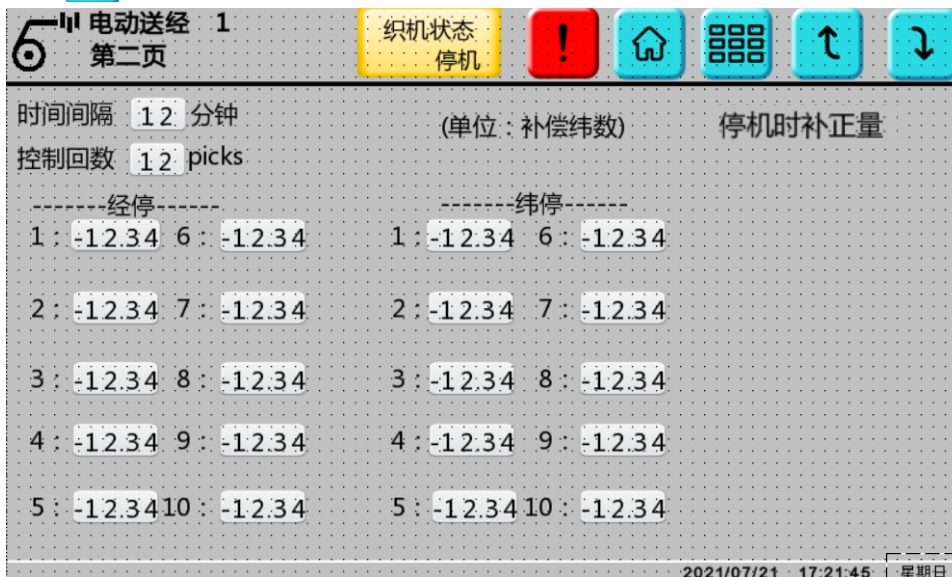 电动送经 1
第二页
织机状态
停机
!
时间间隔 12 分钟
(单位：补偿纬数)
停机时补正量
控制回数 12 picks
-------经停------
-------纬停------
1：-12.34 6：-12.34 1：-12.34 6：-12.34
2：-12.34 7：-12.34 2：-12.34 7：-12.34
3：-12.34 8：-12.34 3：-12.34 8：-12.34
4：-12.34 9：-12.34 4：-12.34 9：-12.34
5：-12.34 10：-12.34 5：-12.34 10：-12.34
2021/07/21 17:21:45 星期日